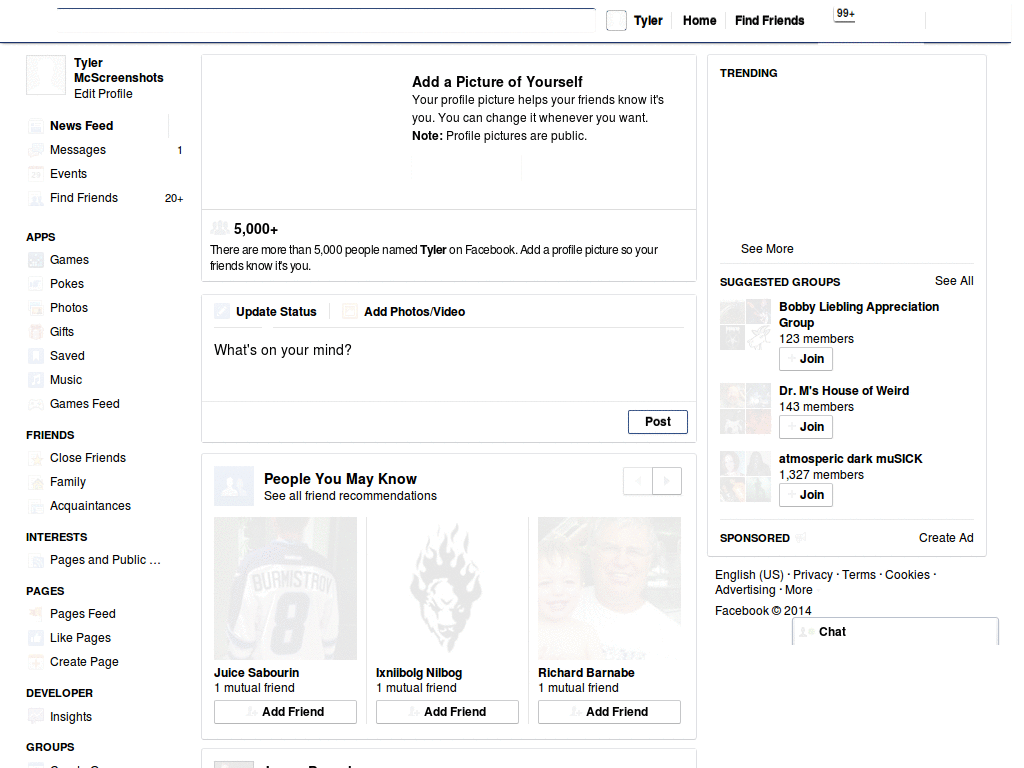 Tyler
Home
Find Friends
99+
Tyler
McScreenshots
Edit Profile
News Feed
Messages 1
Events
Find Friends 20+
APPS
Games
Pokes
Photos
Gifts
Saved
Music
Games Feed
FRIENDS
Close Friends
Family
Acquaintances
INTERESTS
Pages and Public ...
PAGES
Pages Feed
Like Pages
Create Page
DEVELOPER
Insights
GROUPS
Add a Picture of Yourself
Your profile picture helps your friends know it's
you. You can change it whenever you want.
Note: Profile pictures are public.
5,000+
There are more than 5,000 people named Tyler on Facebook. Add a profile picture so your
friends know it's you.
Update Status
Add Photos/Video
What's on your mind?
Post
People You May Know
See all friend recommendations
BURMISTROV
8
Juice Sabourin
1 mutual friend
Add Friend
Ixniibolg Nilbog
1 mutual friend
Add Friend
Richard Barnabe
1 mutual friend
Add Friend
TRENDING
See More
SUGGESTED GROUPS See All
Bobby Liebling Appreciation
Group
123 members
Join
Dr. M's House of Weird
143 members
Join
atmosperic dark muSICK
1,327 members
Join
SPONSORED Create Ad
English (US) · Privacy · Terms · Cookies ·
Advertising · More
Facebook © 2014
Chat